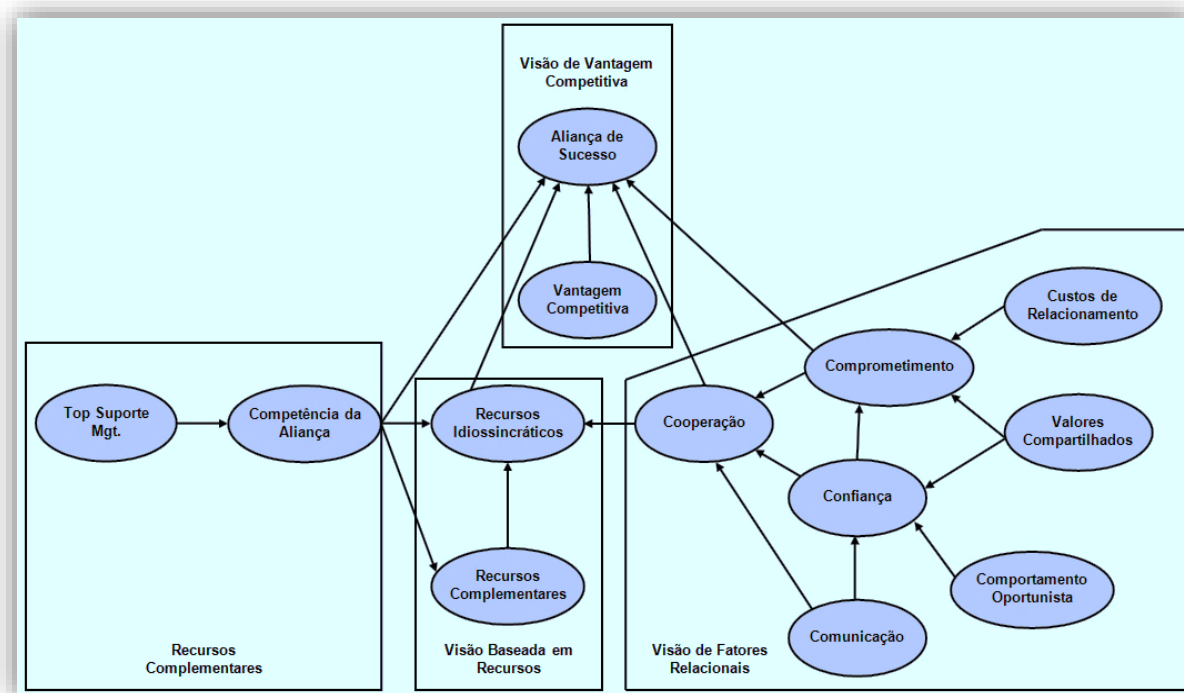 Visão de Vantagem
Competitiva
Aliança de
Sucesso
Vantagem
Competitiva
Custos de
Relacionamento
Comprometimento
Top Suporte
Mgt.
Competência da
Aliança
Recursos
Idiossincráticos
Cooperação
Valores
Compartilhados
Confiança
Recursos
Complementares
Comportamento
Oportunista
Comunicação
Recursos
Complementares
Visão Baseada em
Recursos
Visão de Fatores
Relacionais